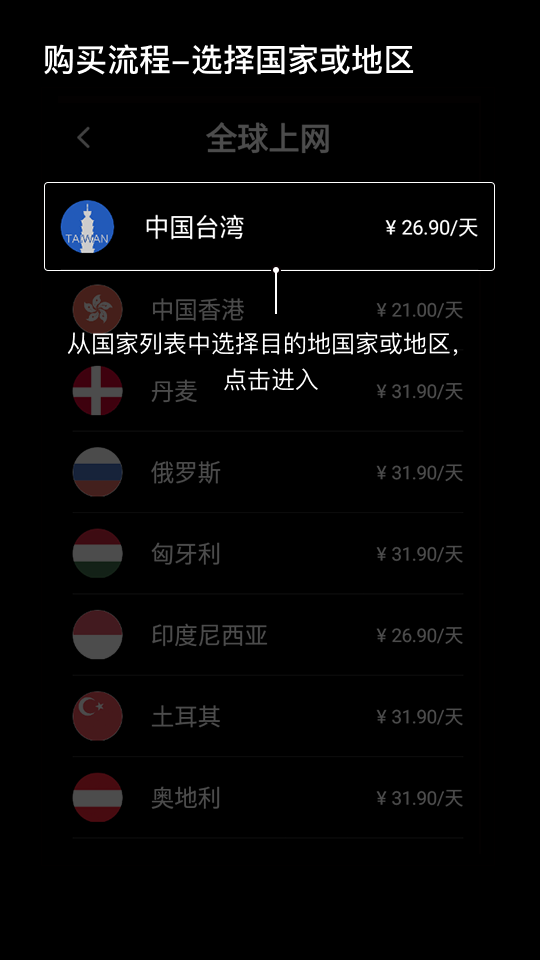 购买流程–选择国家或地区
全球上网
TAIWAN 中国台湾 ¥ 26.90/天
中国香港 ¥ 21.00/天
从国家列表中选择目的地国家或地区，
点击进入
丹麦 ¥ 31.90/天
俄罗斯 ¥ 31.90/天
匈牙利 ¥ 31.90/天
印度尼西亚 ¥ 26.90/天
土耳其 ¥ 31.90/天
奥地利 ¥ 31.90/天